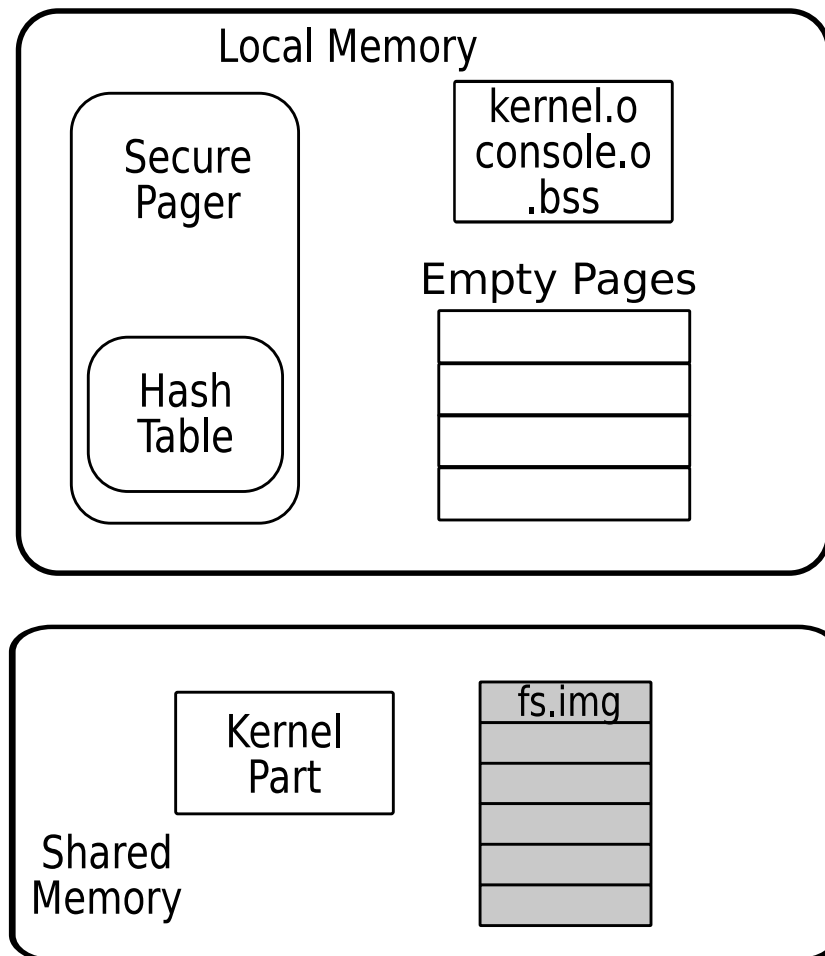 Local Memory
Secure
Pager
kernel.o
console.o
.bss
Empty Pages
Hash
Table
fs.img
Kernel
Part
Shared
Memory